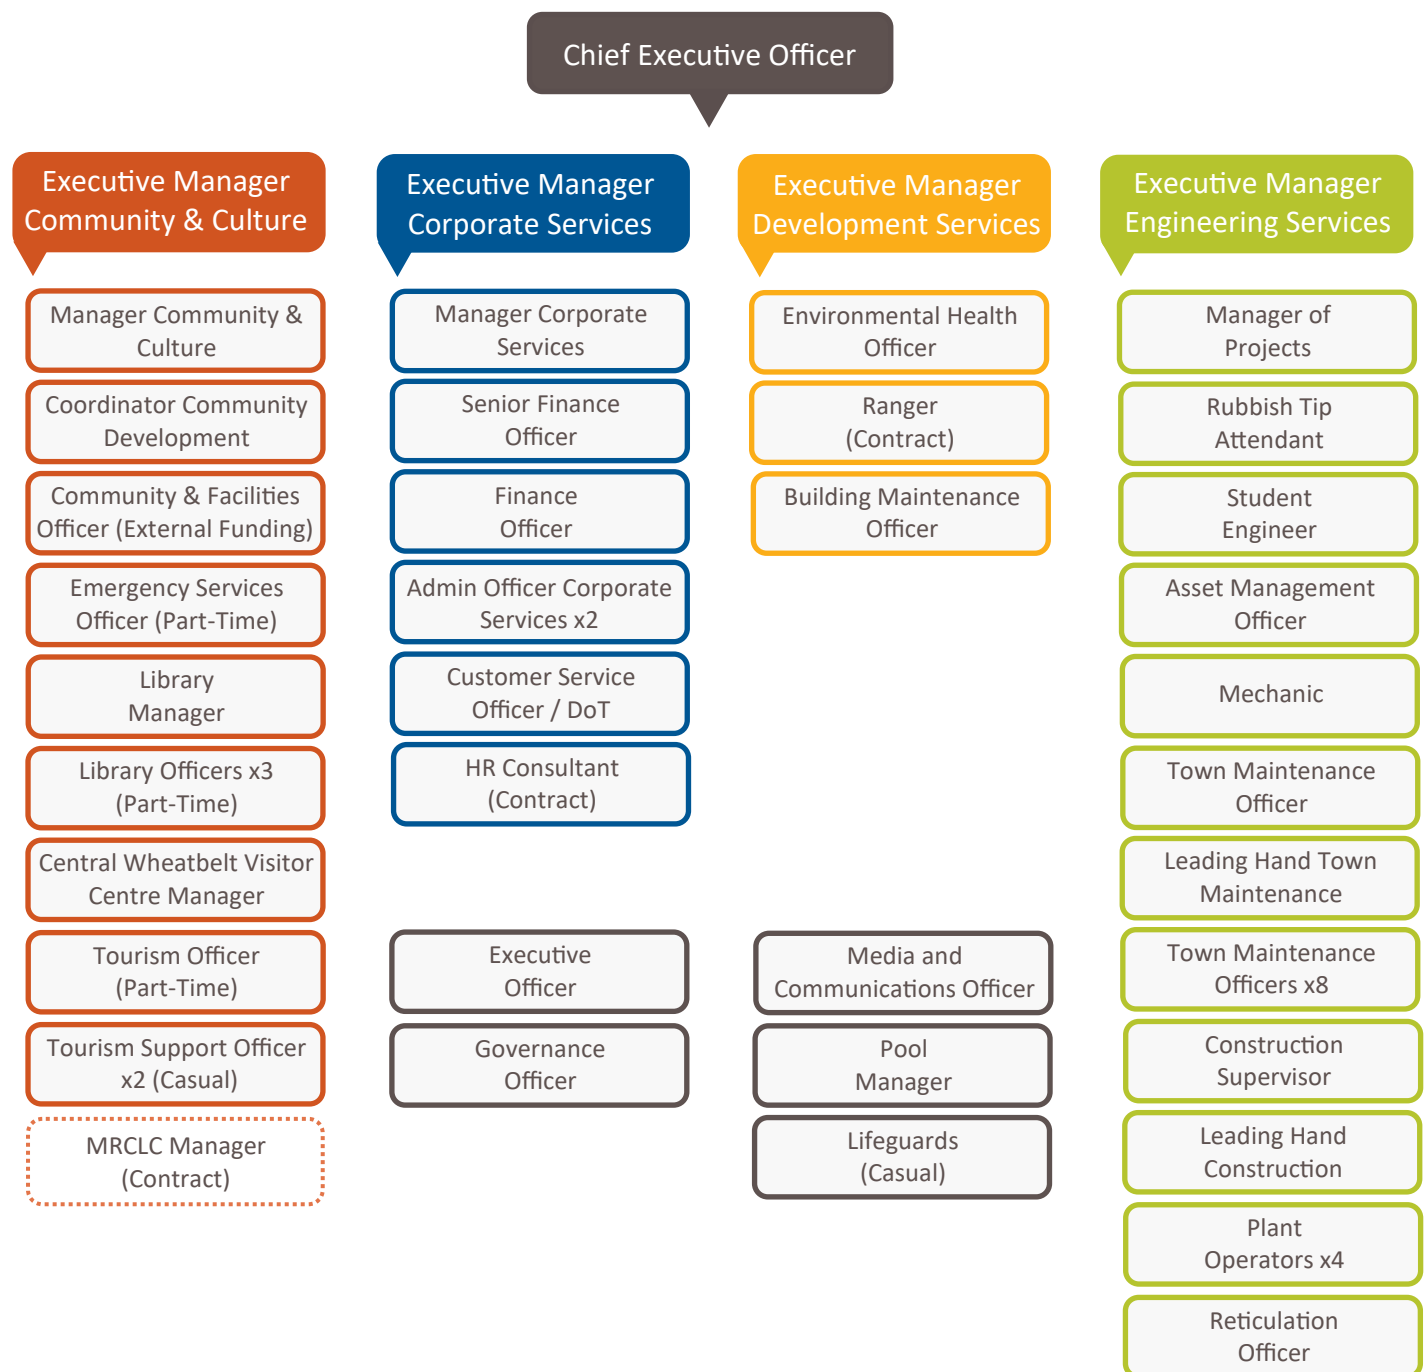 Chief Executive Officer
Executive Manager
Community & Culture
Manager Community &
Culture
Coordinator Community
Development
Community & Facilities
Officer (External Funding)
Emergency Services
Officer (Part-Time)
Library
Manager
Library Officers x3
(Part-Time)
Central Wheatbelt Visitor
Centre Manager
Tourism Officer
(Part-Time)
Tourism Support Officer
x2 (Casual)
MRCLC Manager
(Contract)
Executive Manager
Corporate Services
Manager Corporate
Services
Senior Finance
Officer
Finance
Officer
Admin Officer Corporate
Services x2
Customer Service
Officer / DoT
HR Consultant
(Contract)
Executive
Officer
Governance
Officer
Executive Manager
Development Services
Environmental Health
Officer
Ranger
(Contract)
Building Maintenance
Officer
Media and
Communications Officer
Pool
Manager
Lifeguards
(Casual)
Executive Manager
Engineering Services
Manager of
Projects
Rubbish Tip
Attendant
Student
Engineer
Asset Management
Officer
Mechanic
Town Maintenance
Officer
Leading Hand Town
Maintenance
Town Maintenance
Officers x8
Construction
Supervisor
Leading Hand
Construction
Plant
Operators x4
Reticulation
Officer